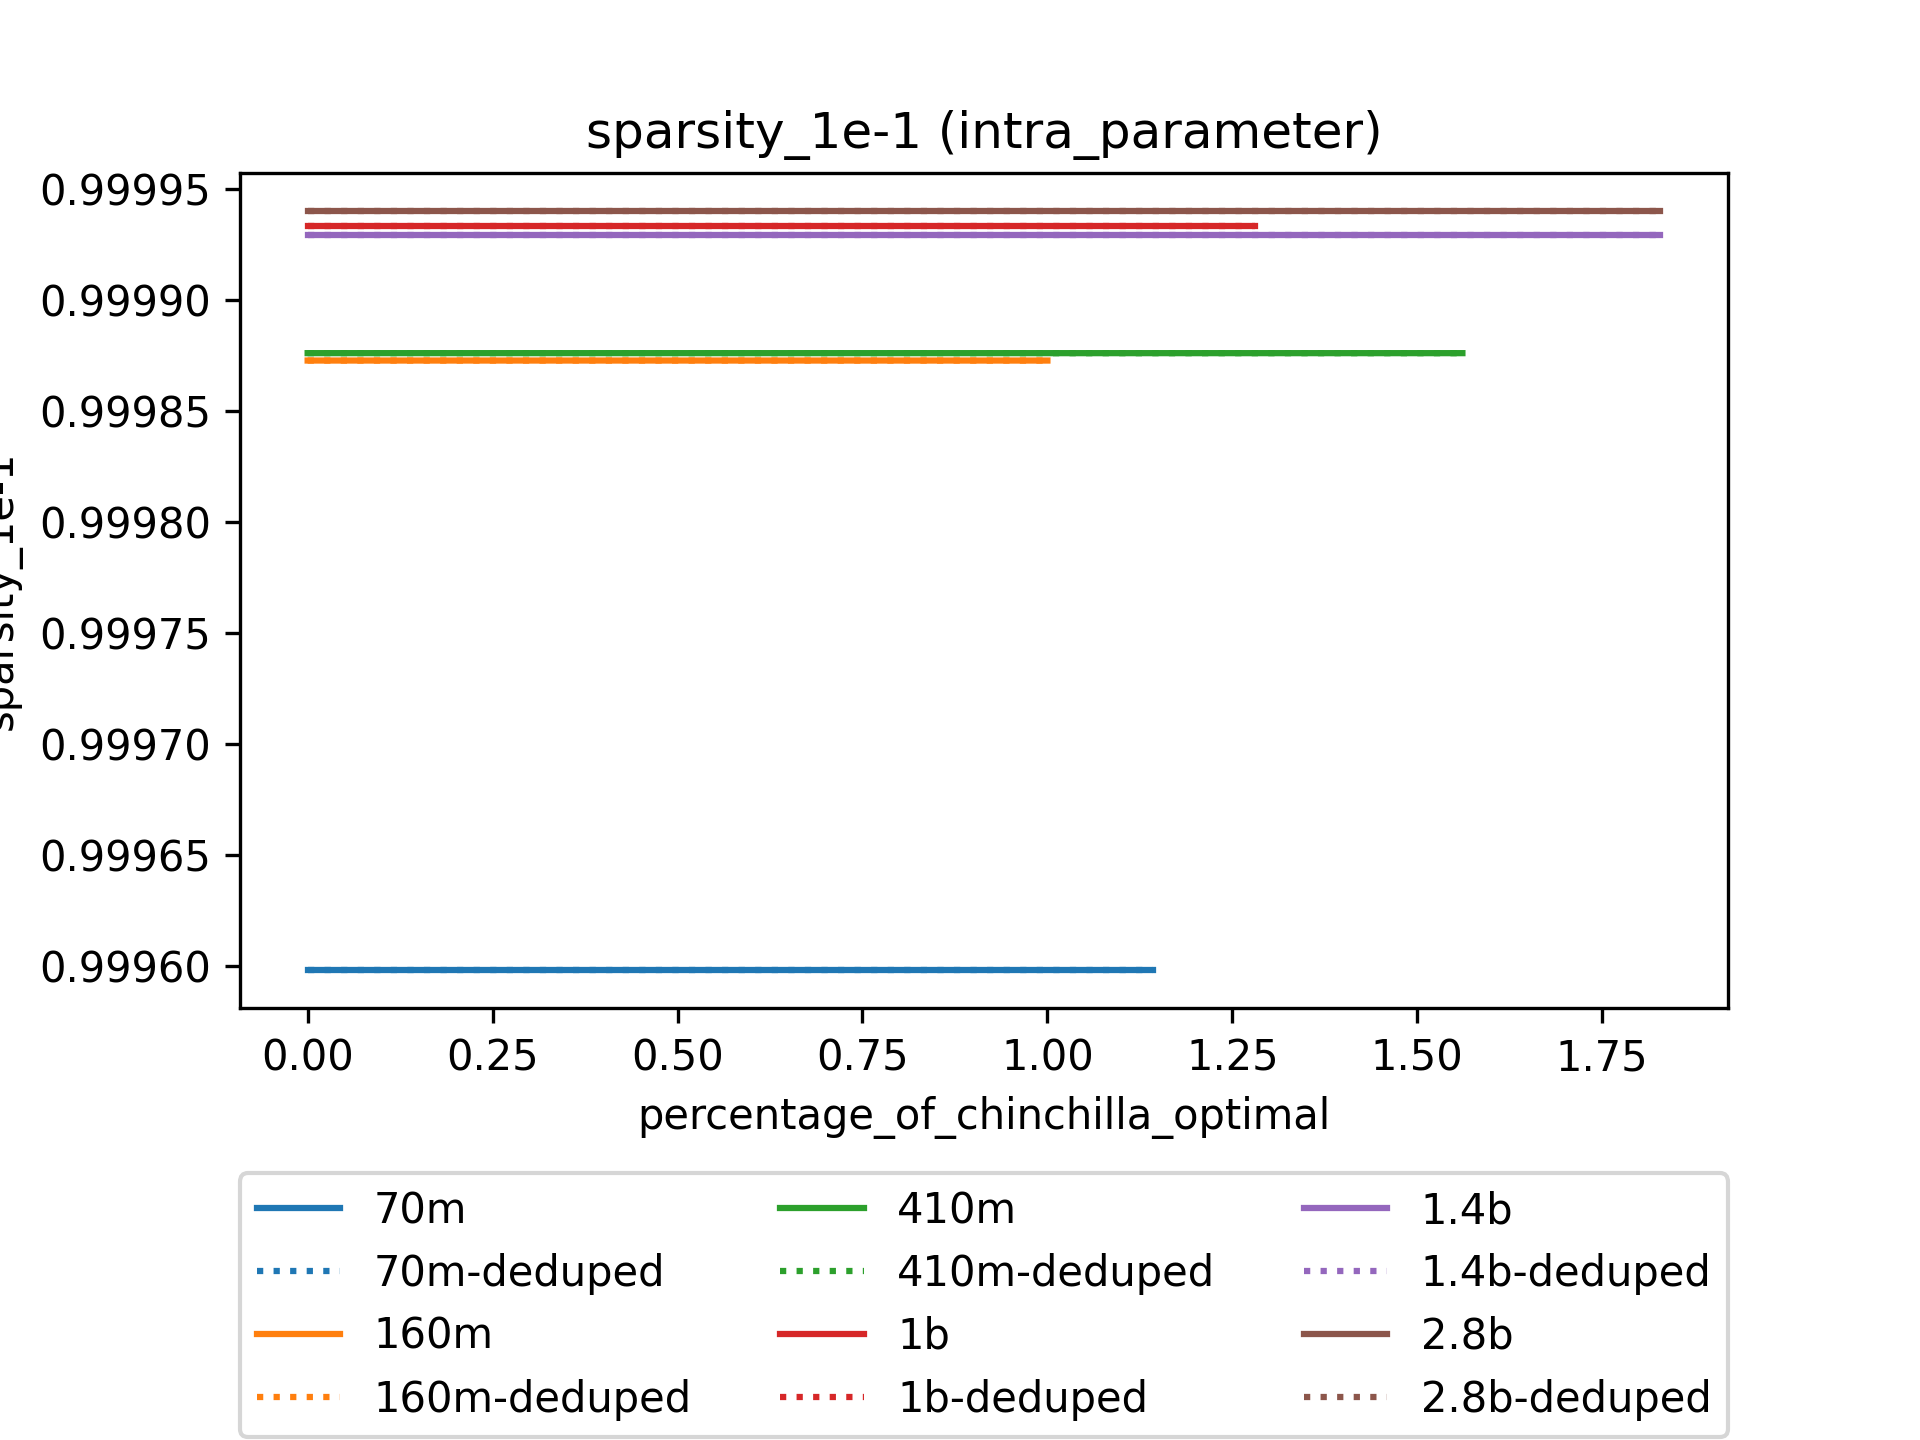 sparsity_1e-1 (intra_parameter)
sparsity_1e-1
0.99995
0.99990
0.99985
0.99980
0.99975
0.99970
0.99965
0.99960
0.00 0.25 0.50 0.75 1.00 1.25 1.50 1.75
percentage_of_chinchilla_optimal
70m 410m 1.4b
70m-deduped 410m-deduped 1.4b-deduped
160m 1b 2.8b
160m-deduped 1b-deduped 2.8b-deduped